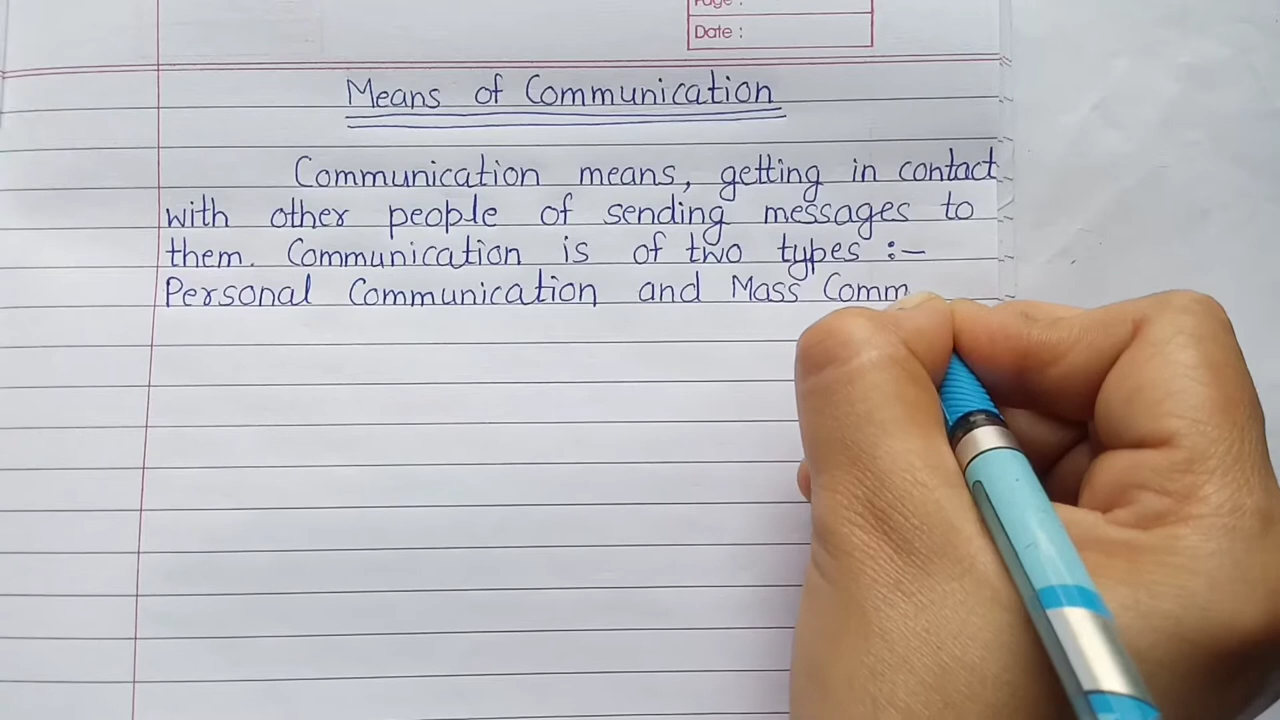 Page :
Date :
Means of Communication
Communication means, getting in contact
with other people of sending messages to
them. Communication is of two types :-
Personal Communication and Mass Comm